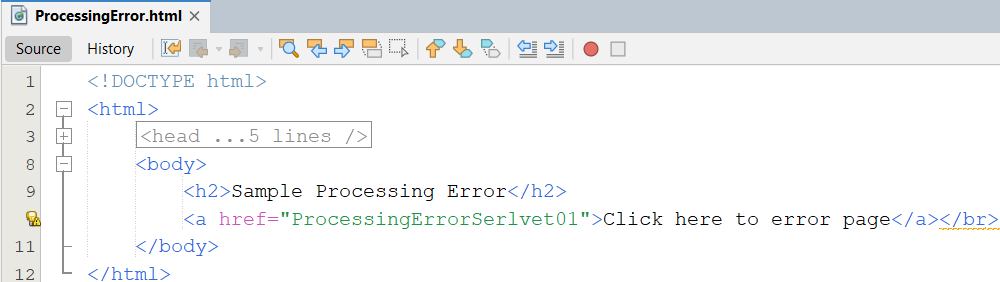 ProcessingError.html
Source History
1 <!DOCTYPE html>
2 <html>
3 <head ...5 lines />
8 <body>
9 <h2>Sample Processing Error</h2>
<a href="ProcessingErrorSerlvet01">Click here to error page</a></br>
11 </body>
12 </html>